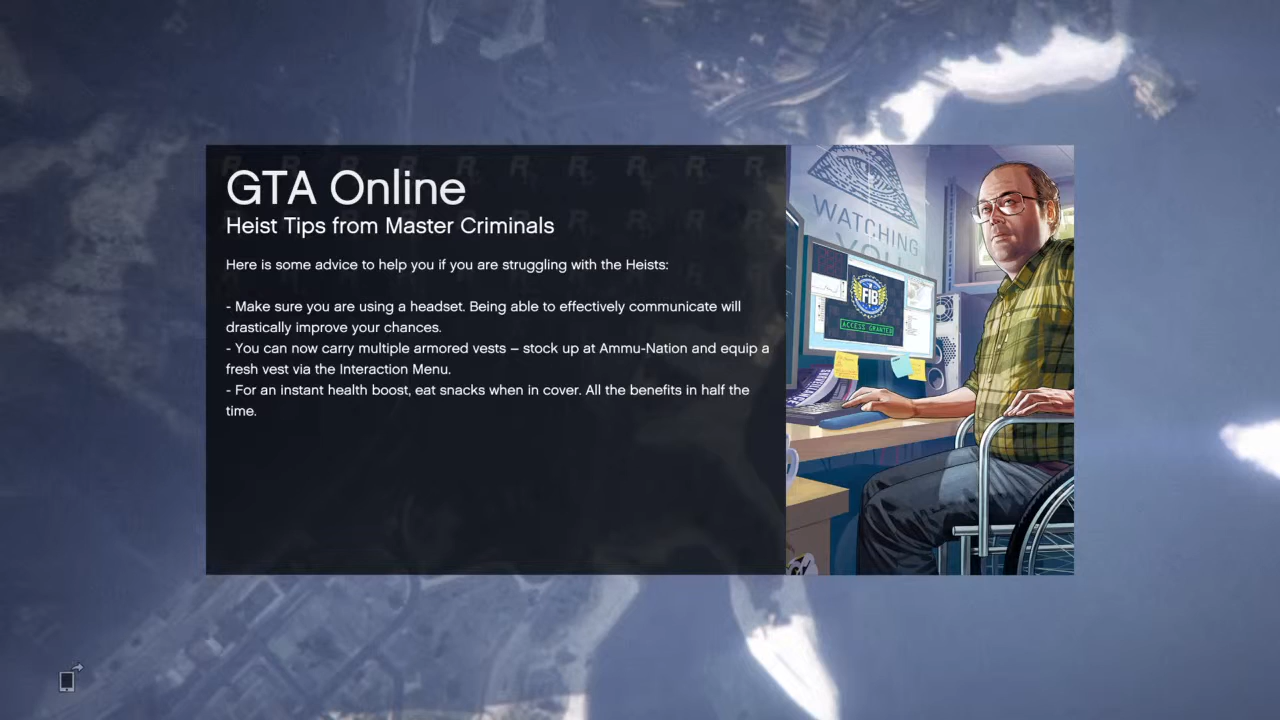 GTA Online
Heist Tips from Master Criminals
Here is some advice to help you if you are struggling with the Heists:
- Make sure you are using a headset. Being able to effectively communicate will
drastically improve your chances.
- You can now carry multiple armored vests – stock up at Ammu-Nation and equip a
fresh vest via the Interaction Menu.
- For an instant health boost, eat snacks when in cover. All the benefits in half the
time.
WATCHING
YOU
FIB
ACCESS GRANTED